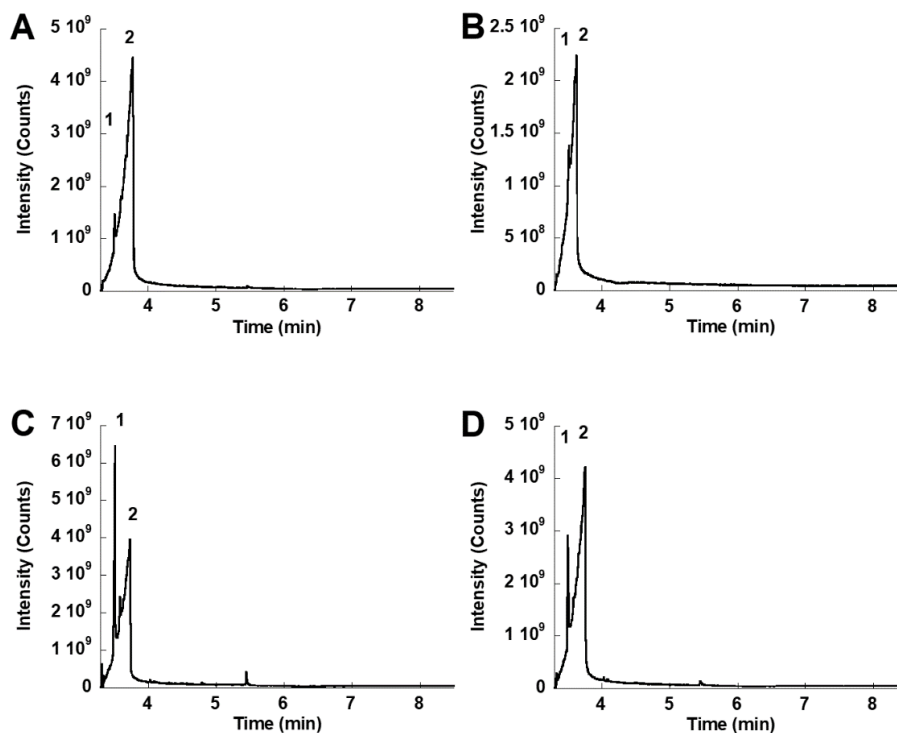 A
5 10⁹
4 10⁹
3 10⁹
2 10⁹
1 10⁹
0
Intensity (Counts)
1
2
4 5 6 7 8
Time (min)
B
2.5 10⁹
2 10⁹
1.5 10⁹
1 10⁹
5 10⁸
0
Intensity (Counts)
1 2
4 5 6 7 8
Time (min)
C
7 10⁹
6 10⁹
5 10⁹
4 10⁹
3 10⁹
2 10⁹
1 10⁹
0
Intensity (Counts)
1
2
4 5 6 7 8
Time (min)
D
5 10⁹
4 10⁹
3 10⁹
2 10⁹
1 10⁹
0
Intensity (Counts)
1 2
4 5 6 7 8
Time (min)